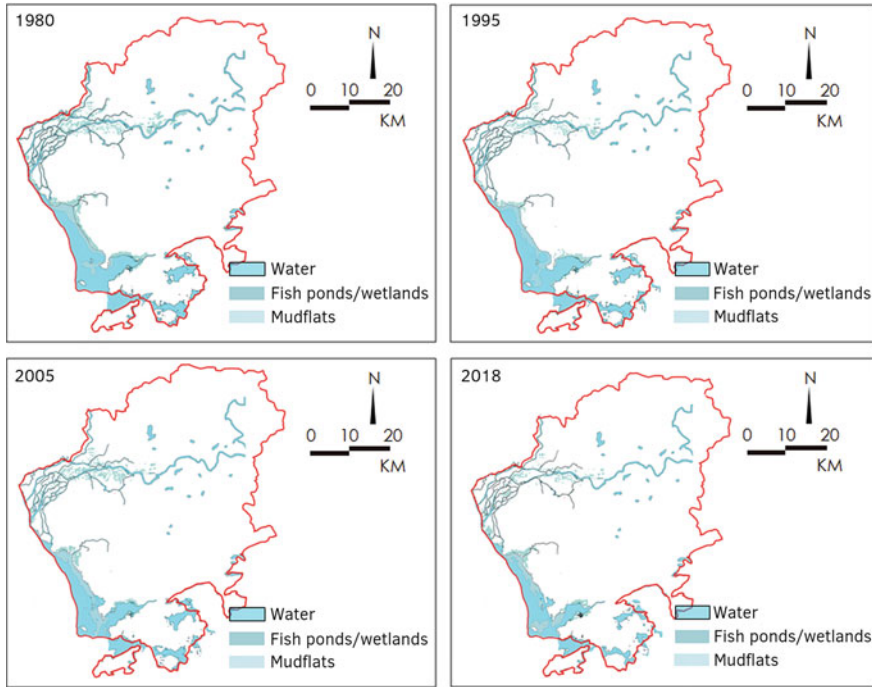 1980
N
0 10 20
KM
Water
Fish ponds/wetlands
Mudflats
1995
N
0 10 20
KM
Water
Fish ponds/wetlands
Mudflats
2005
N
0 10 20
KM
Water
Fish ponds/wetlands
Mudflats
2018
N
0 10 20
KM
Water
Fish ponds/wetlands
Mudflats